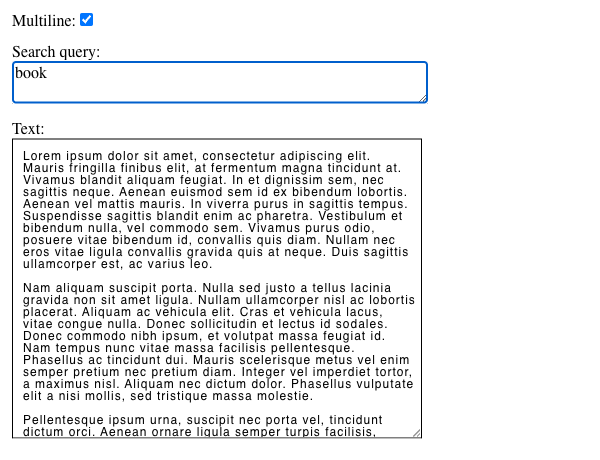 Multiline:
Search query:
book
Text:
Lorem ipsum dolor sit amet, consectetur adipiscing elit.
Mauris fringilla finibus elit, at fermentum magna tincidunt at.
Vivamus blandit aliquam feugiat. In et dignissim sem, nec
sagittis neque. Aenean euismod sem id ex bibendum lobortis.
Aenean vel mattis mauris. In viverra purus in sagittis tempus.
Suspendisse sagittis blandit enim ac pharetra. Vestibulum et
bibendum nulla, vel commodo sem. Vivamus purus odio,
posuere vitae bibendum id, convallis quis diam. Nullam nec
eros vitae ligula convallis gravida quis at neque. Duis sagittis
ullamcorper est, ac varius leo.
Nam aliquam suscipit porta. Nulla sed justo a tellus lacinia
gravida non sit amet ligula. Nullam ullamcorper nisl ac lobortis
placerat. Aliquam ac vehicula elit. Cras et vehicula lacus,
vitae congue nulla. Donec sollicitudin et lectus id sodales.
Donec commodo nibh ipsum, et volutpat massa feugiat id.
Nam tempus nunc vitae massa facilisis pellentesque.
Phasellus ac tincidunt dui. Mauris scelerisque metus vel enim
semper pretium nec pretium diam. Integer vel imperdiet tortor,
a maximus nisl. Aliquam nec dictum dolor. Phasellus vulputate
elit a nisi mollis, sed tristique massa molestie.
Pellentesque ipsum urna, suscipit nec porta vel, tincidunt
dictum orci. Aenean ornare ligula semper turpis facilisis,